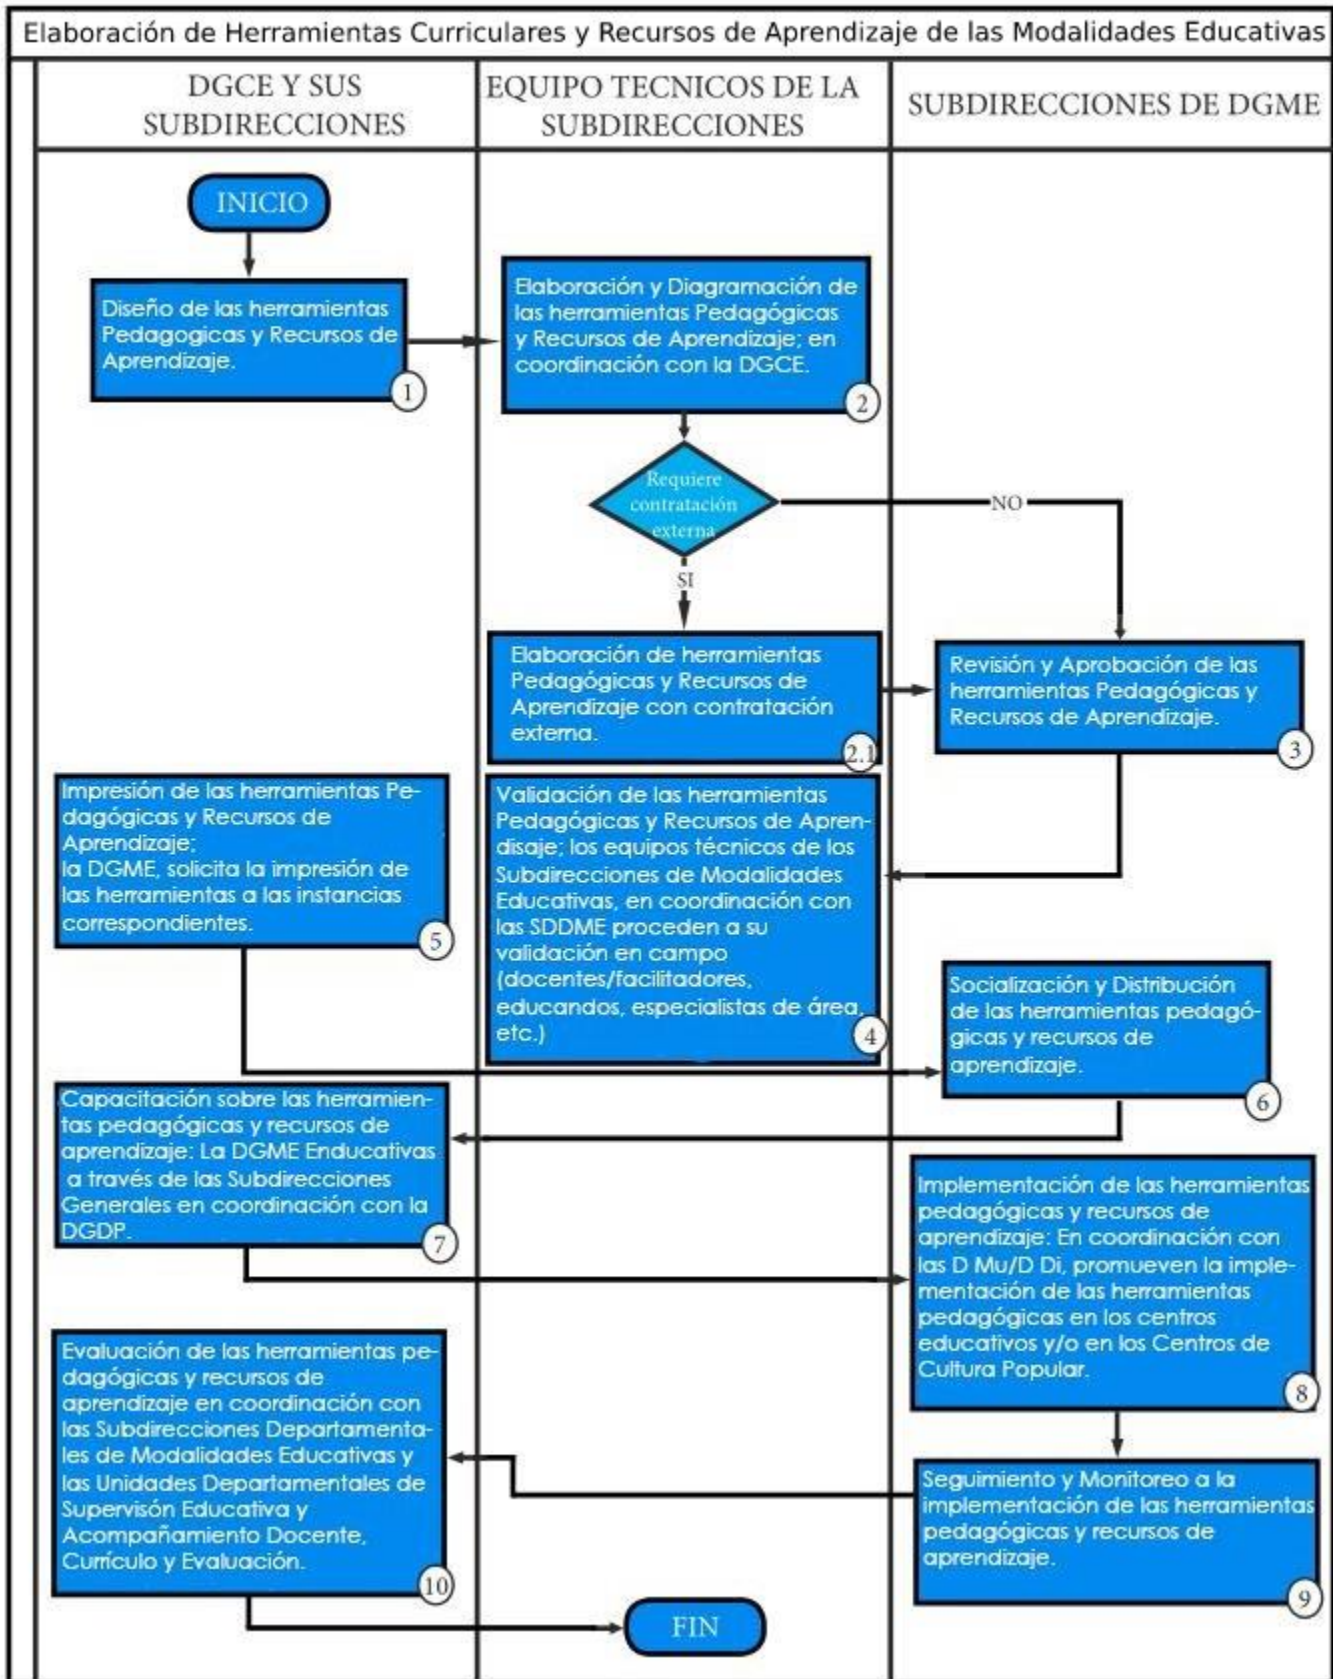 Elaboración de Herramientas Curriculares y Recursos de Aprendizaje de las Modalidades Educativas
DGCE Y SUS
SUBDIRECCIONES
EQUIPO TECNICOS DE LA
SUBDIRECCIONES
SUBDIRECCIONES DE DGME
INICIO
Diseño de las herramientas
Pedagogicas y Recursos de
Aprendizaje.
1
Elaboración y Diagramación de
las herramientas Pedagógicas
y Recursos de Aprendizaje; en
coordinación con la DGCE.
2
Requiere
contratación
externa
NO
SI
Elaboración de herramientas
Pedagógicas y Recursos de
Aprendizaje con contratación
externa.
2.1
Revisión y Aprobación de las
herramientas Pedagógicas y
Recursos de Aprendizaje.
3
Validación de las herramientas
Pedagógicas y Recursos de Apren-
disaje; los equipos técnicos de los
Subdirecciones de Modalidades
Educativas, en coordinación con
las SDDME proceden a su
validación en campo
(docentes/facilitadores,
educandos, especialistas de área,
etc.)
4
Impresión de las herramientas Pe-
dagógicas y Recursos de
Aprendizaje;
la DGME, solicita la impresión de
las herramientas a las instancias
correspondientes.
5
Socialización y Distribución
de las herramientas pedagó-
gicas y recursos de
aprendizaje.
6
Capacitación sobre las herramien-
tas pedagógicas y recursos de
aprendizaje: La DGME Enducativas
a través de las Subdirecciones
Generales en coordinación con la
DGDP.
7
Implementación de las herramientas
pedagógicas y recursos de
aprendizaje: En coordinación con
las D Mu/D Di, promueven la imple-
mentación de las herramientas
pedagógicas en los centros
educativos y/o en los Centros de
Cultura Popular.
8
Seguimiento y Monitoreo a la
implementación de las herramientas
pedagógicas y recursos de
aprendizaje.
9
Evaluación de las herramientas pe-
dagógicas y recursos de
aprendizaje en coordinación con
las Subdirecciones Departamenta-
les de Modalidades Educativas y
las Unidades Departamentales de
Supervisón Educativa y
Acompañamiento Docente,
Currículo y Evaluación.
10
FIN